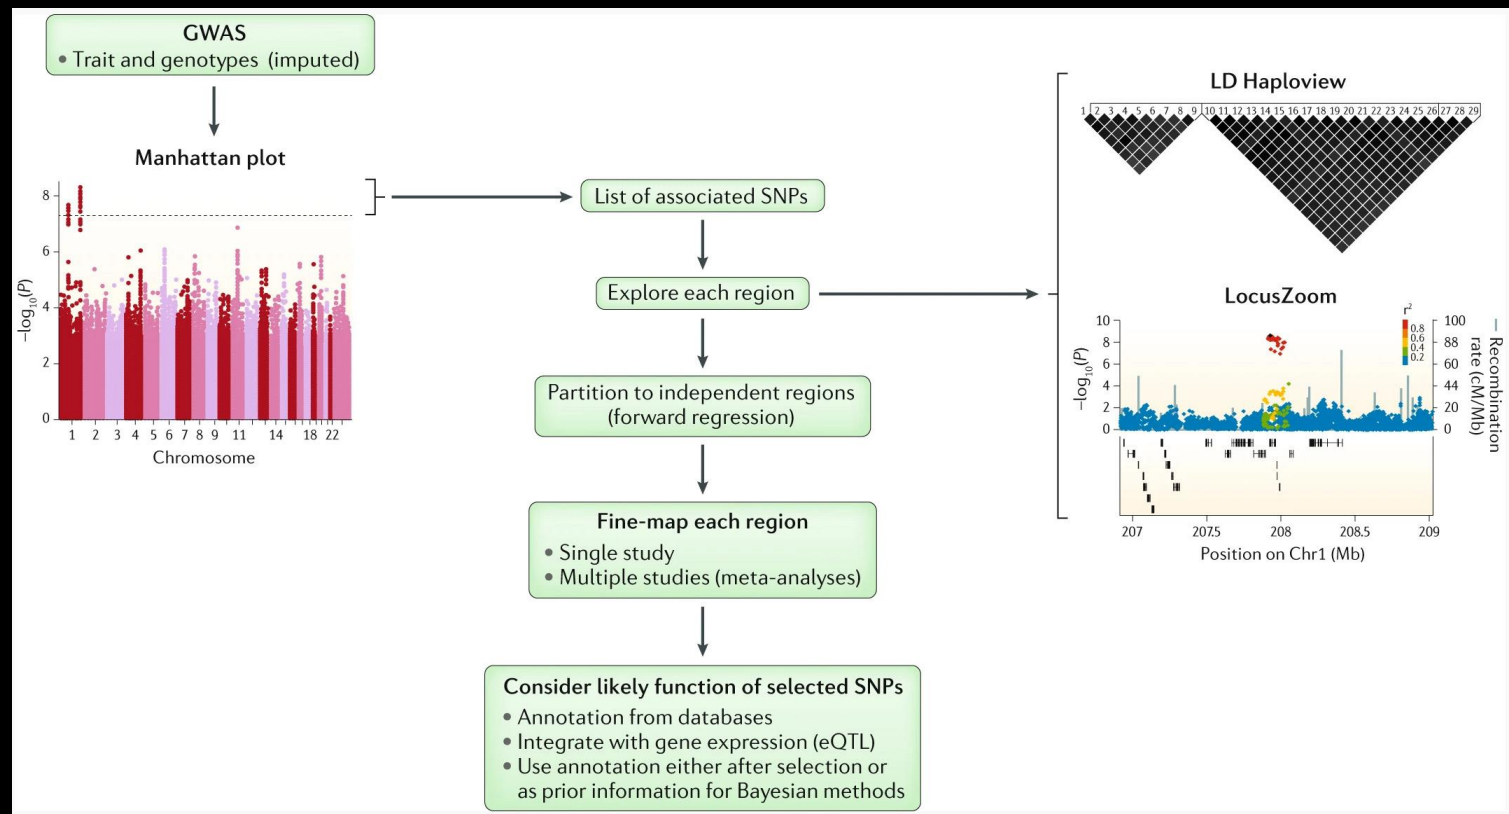 GWAS
• Trait and genotypes (imputed)
Manhattan plot
8
6
4
2
0
–log10(P)
1 2 3 4 5 6 7 8 9 11 14 18 22
Chromosome
List of associated SNPs
Explore each region
Partition to independent regions
(forward regression)
Fine-map each region
• Single study
• Multiple studies (meta-analyses)
Consider likely function of selected SNPs
• Annotation from databases
• Integrate with gene expression (eQTL)
• Use annotation either after selection or
as prior information for Bayesian methods
LD Haploview
1 2 3 4 5 6 7 8 9 10 11 12 13 14 15 16 17 18 19 20 21 22 23 24 25 26 27 28 29
LocusZoom
10
8
6
4
2
0
–log10(P)
r2
0.8
0.6
0.4
0.2
100
88
60
44
20
0
Recombination
rate (cM/Mb)
207 2075 208 208.5 209
Position on Chr1 (Mb)